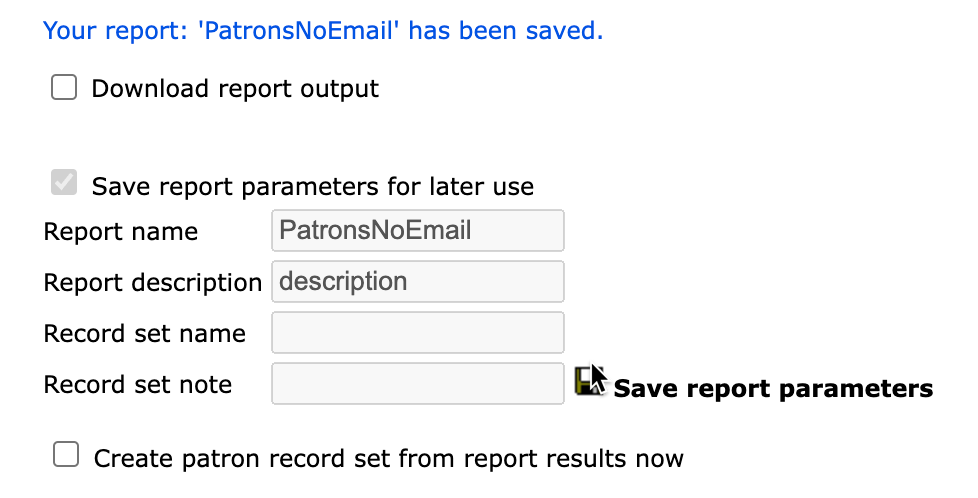 Your report: 'PatronsNoEmail' has been saved.
Download report output
Save report parameters for later use
Report name PatronsNoEmail
Report description description
Record set name
Record set note Save report parameters
Create patron record set from report results now